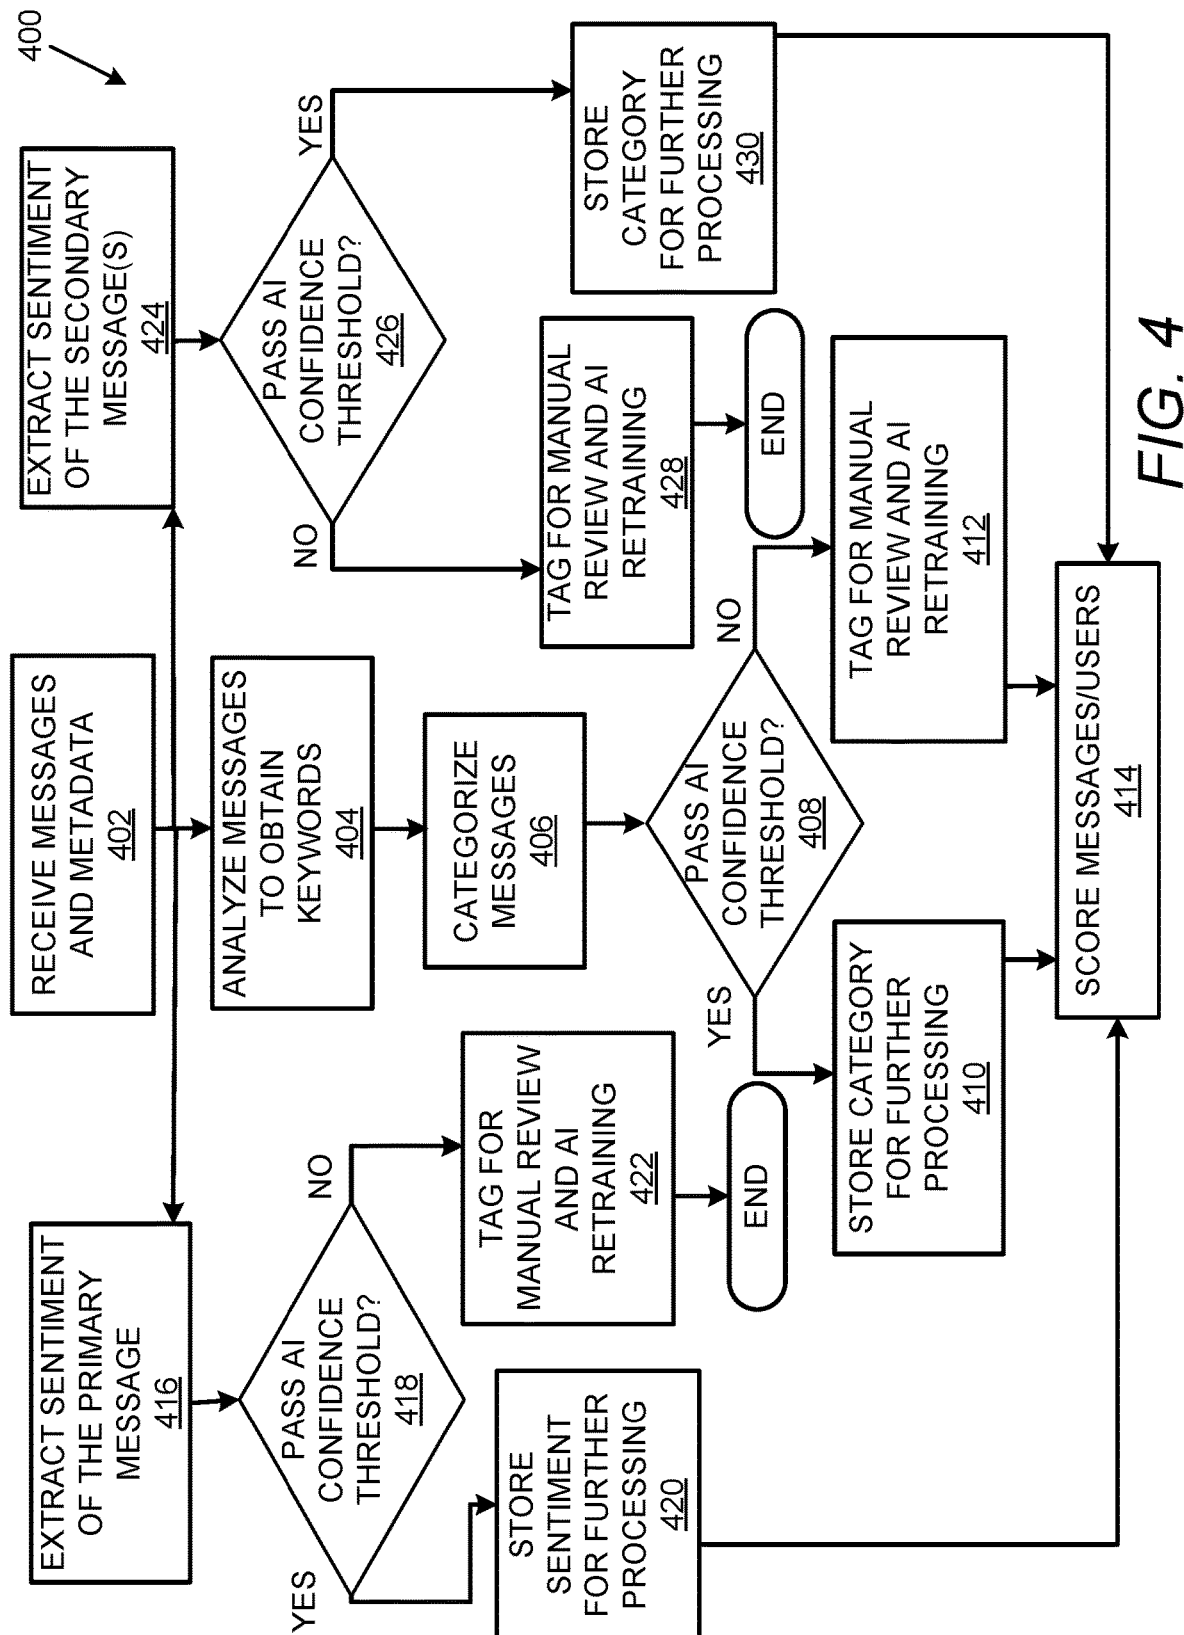 400
RECEIVE MESSAGES
AND METADATA
402
EXTRACT SENTIMENT
OF THE PRIMARY
MESSAGE
416
PASS AI
CONFIDENCE
THRESHOLD?
418
YES
NO
STORE
SENTIMENT
FOR FURTHER
PROCESSING
420
TAG FOR
MANUAL REVIEW
AND AI
RETRAINING
422
END
ANALYZE MESSAGES
TO OBTAIN
KEYWORDS
404
CATEGORIZE
MESSAGES
406
PASS AI
CONFIDENCE
THRESHOLD?
408
YES
NO
STORE CATEGORY
FOR FURTHER
PROCESSING
410
TAG FOR MANUAL
REVIEW AND AI
RETRAINING
412
EXTRACT SENTIMENT
OF THE SECONDARY
MESSAGE(S)
424
PASS AI
CONFIDENCE
THRESHOLD?
426
NO
YES
TAG FOR MANUAL
REVIEW AND AI
RETRAINING
428
END
STORE
CATEGORY
FOR FURTHER
PROCESSING
430
SCORE MESSAGES/USERS
414
FIG. 4